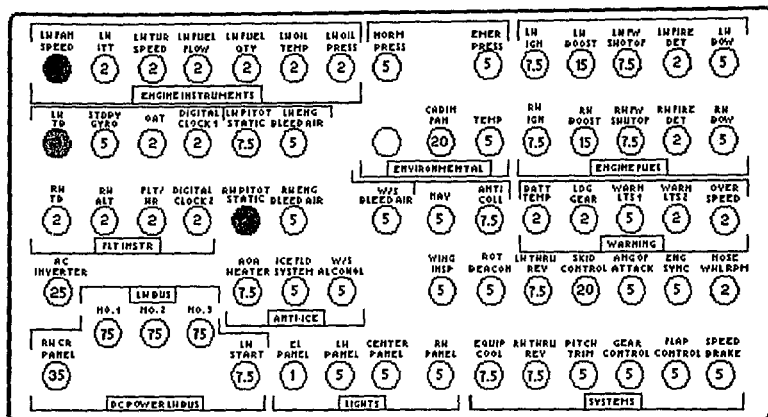 LH FAN SPEED
LH ITT
LH TUR SPEED
LH FUEL FLOW
LH FUEL QTY
LH OIL TEMP
LH OIL PRESS
NORM PRESS
EMER PRESS
LH IGN
LH BOOST
LH FW SHUTOF
LH FIRE DET
LH BOW
2 2 2 2 2 2 5 5 7.5 15 7.5 2 5
ENGINE INSTRUMENTS
LH TD
STDBY GYRO
OAT
DIGITAL CLOCK 1
LH PITOT STATIC
LH ENG BLEED AIR
CABIN FAN
TEMP
RH IGN
RH BOOST
RH FW SHUTOF
RH FIRE DET
RH BOW
5 2 2 7.5 5 20 5 7.5 15 7.5 2 5
ENVIRONMENTAL
ENGINE FUEL
RH TD
RH ALT
FLT/HR
DIGITAL CLOCK 2
RH PITOT STATIC
RH ENG BLEED AIR
W/S BLEED AIR
NAV
ANTI COLL
BATT TEMP
LDG GEAR
WARN LTS 1
WARN LTS 2
OVER SPEED
2 2 2 2 5 5 5 7.5 2 2 5 2 2
FLT INSTR
WARNING
AC INVERTER
AOA HEATER
ICE FLD SYSTEM
W/S ALCOHOL
WING INSP
ROT BEACON
LH THRU REV
SKID CONTROL
ANG OF ATTACK
ENG SYNC
NOSE WHL RPM
25 7.5 5 5 5 5 7.5 20 5 5 2
LH BUS
ANTI-ICE
NO. 1
NO. 2
NO. 3
75 75 75
RH CR PANEL
LH START
EL PANEL
LH PANEL
CENTER PANEL
RH PANEL
EQUIP COOL
RH THRU REV
PITCH TRIM
GEAR CONTROL
FLAP CONTROL
SPEED BRAKE
35 7.5 1 5 5 5 7.5 7.5 5 5 5 5
DC POWER LH BUS
LIGHTS
SYSTEMS